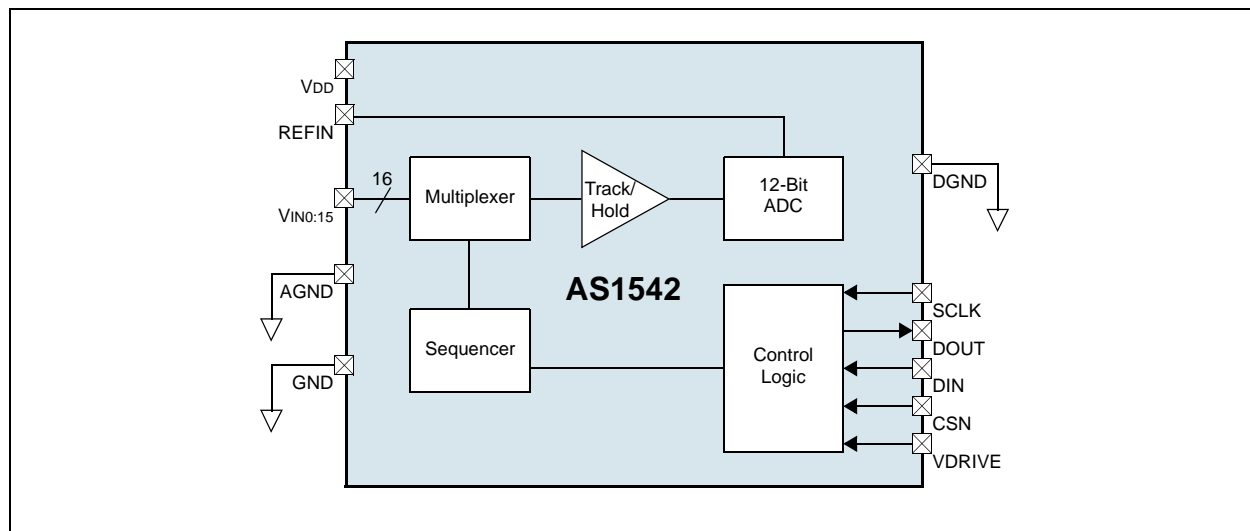 VDD
REFIN
16
VIN0:15
Multiplexer
Track/
Hold
12-Bit
ADC
DGND
AGND
AS1542
SCLK
DOUT
Sequencer
Control
Logic
GND
DIN
CSN
VDRIVE